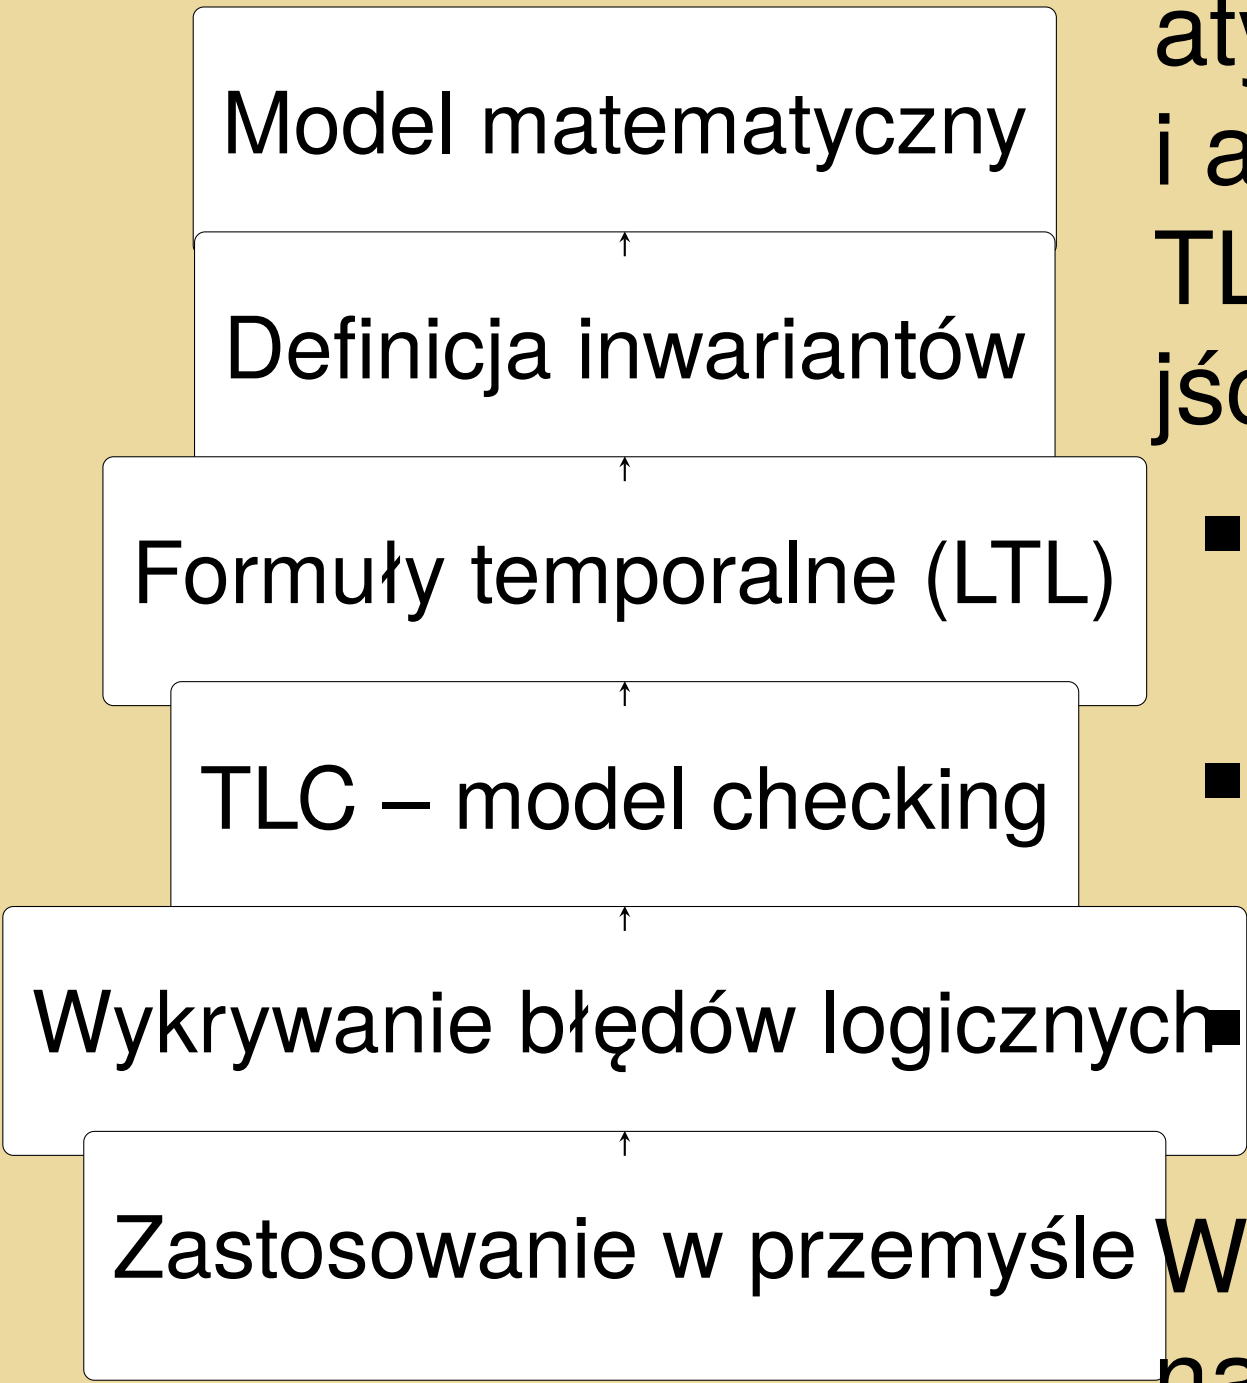 Model matematyczny
Definicja inwariantów
Formuły temporalne (LTL)
TLC – model checking
Wykrywanie błędów logicznych
Zastosowanie w przemyśle